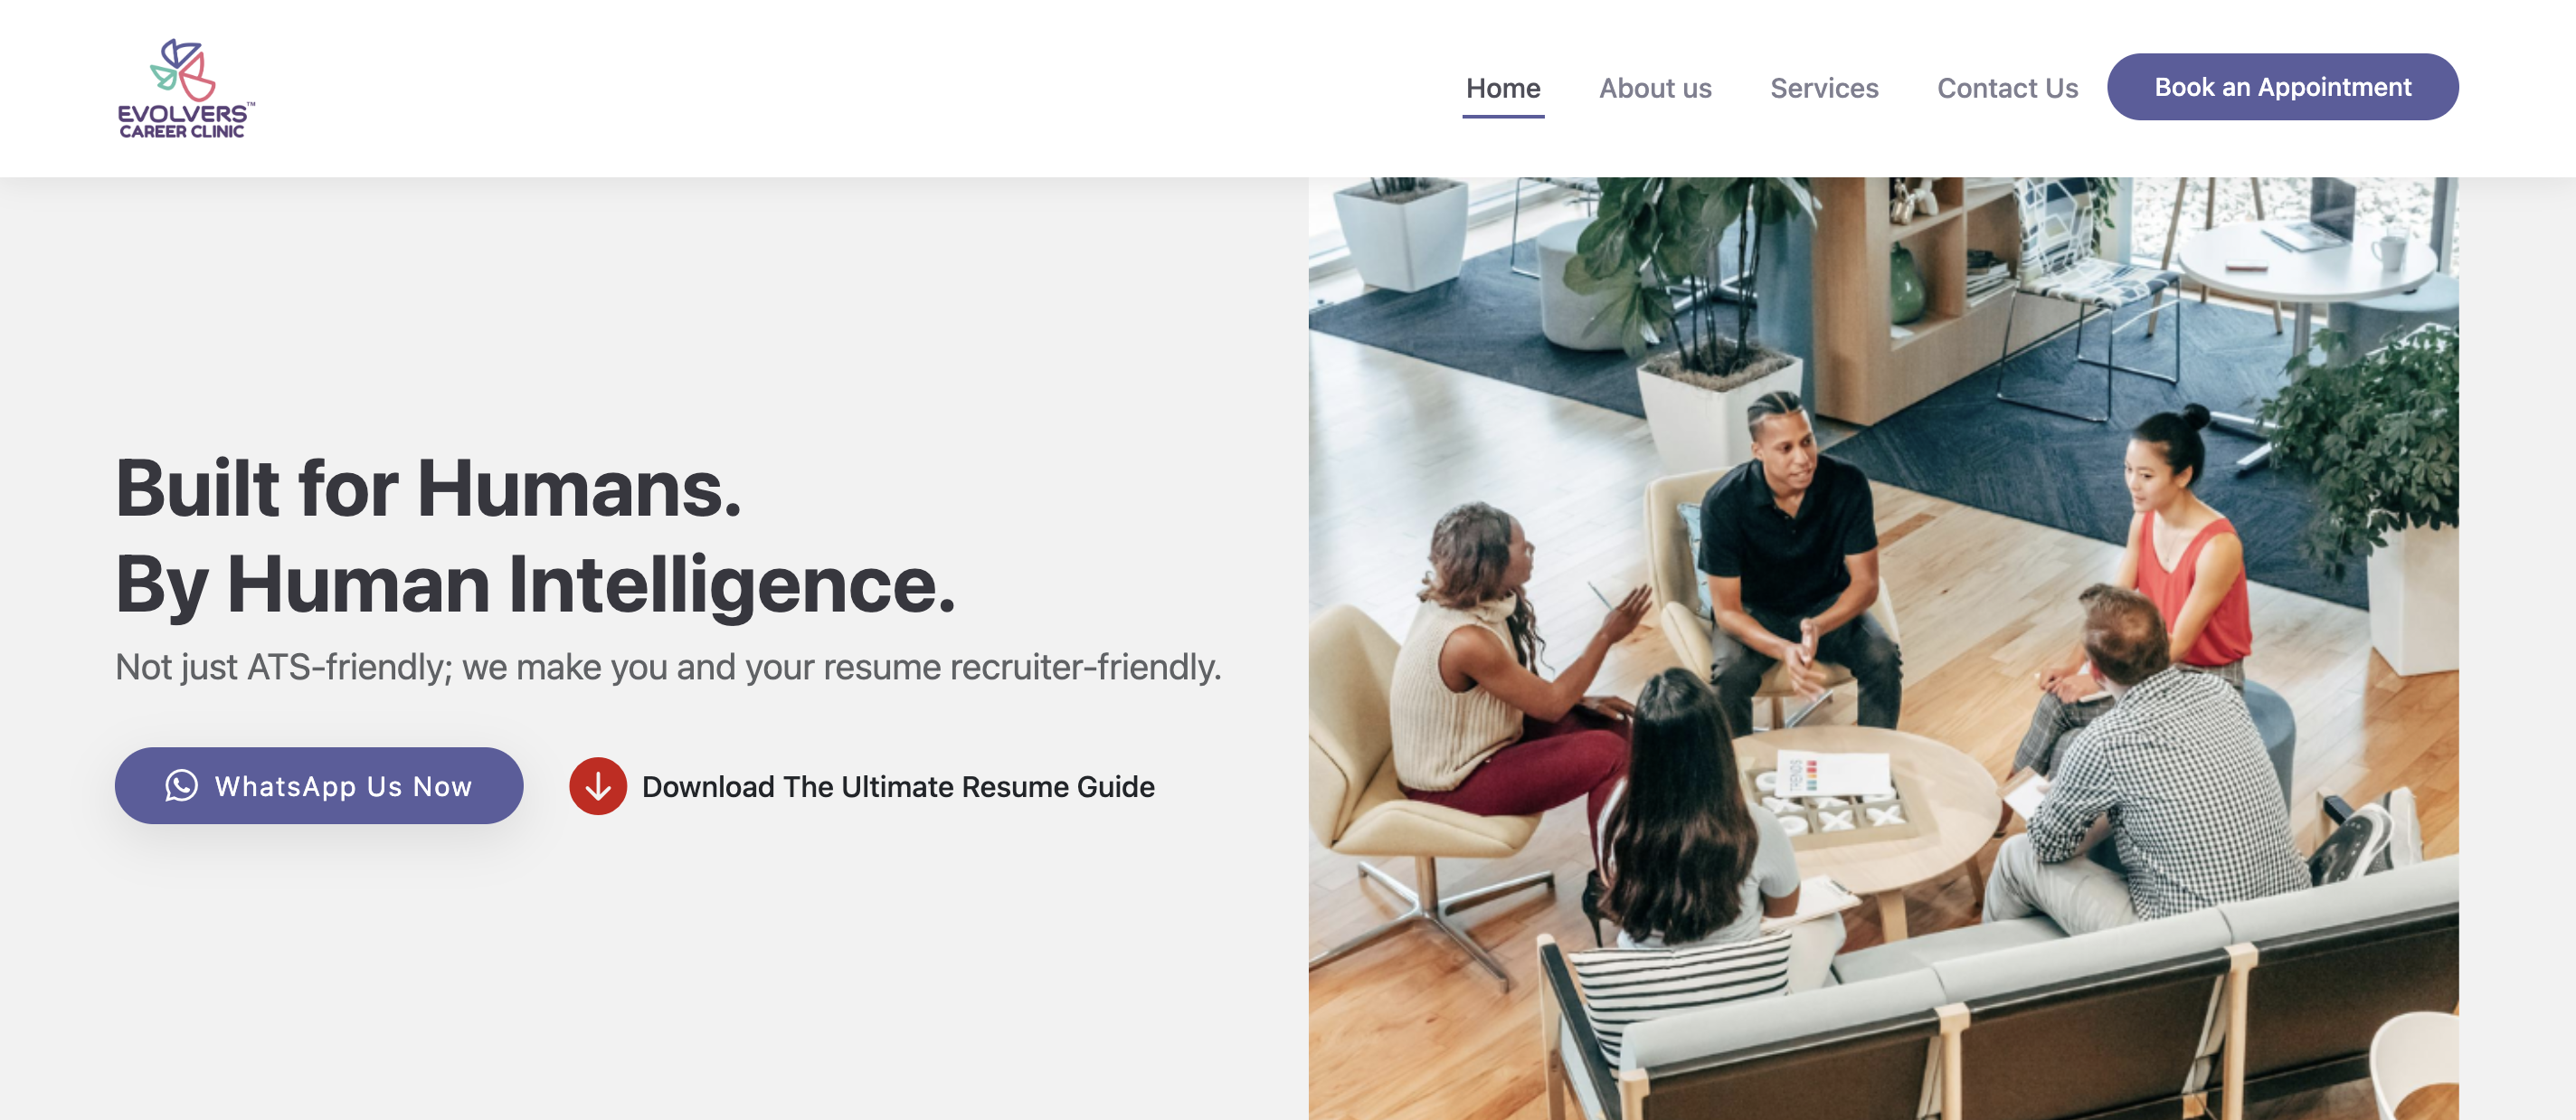 EVOLVERS™
CAREER CLINIC
Home
About us
Services
Contact Us
Book an Appointment
Built for Humans.
By Human Intelligence.
Not just ATS-friendly; we make you and your resume recruiter-friendly.
WhatsApp Us Now
Download The Ultimate Resume Guide
TRENDS